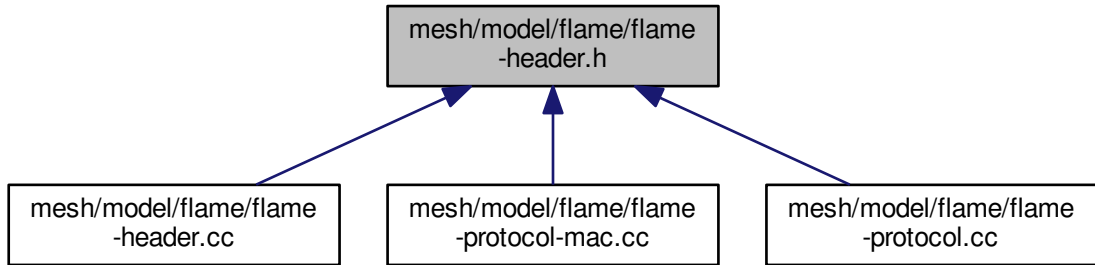 mesh/model/flame/flame
-header.h
mesh/model/flame/flame
-header.cc
mesh/model/flame/flame
-protocol-mac.cc
mesh/model/flame/flame
-protocol.cc